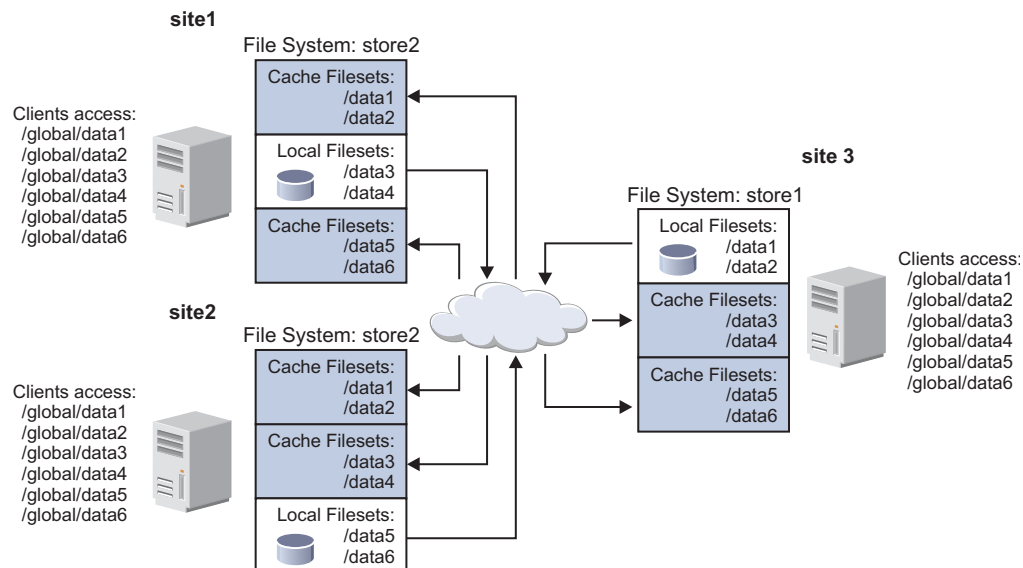 site1
File System: store2
Cache Filesets:
/data1
/data2
Local Filesets:
/data3
/data4
Cache Filesets:
/data5
/data6
Clients access:
/global/data1
/global/data2
/global/data3
/global/data4
/global/data5
/global/data6
site2
File System: store2
Cache Filesets:
/data1
/data2
Cache Filesets:
/data3
/data4
Local Filesets:
/data5
/data6
Clients access:
/global/data1
/global/data2
/global/data3
/global/data4
/global/data5
/global/data6
site 3
File System: store1
Local Filesets:
/data1
/data2
Cache Filesets:
/data3
/data4
Cache Filesets:
/data5
/data6
Clients access:
/global/data1
/global/data2
/global/data3
/global/data4
/global/data5
/global/data6